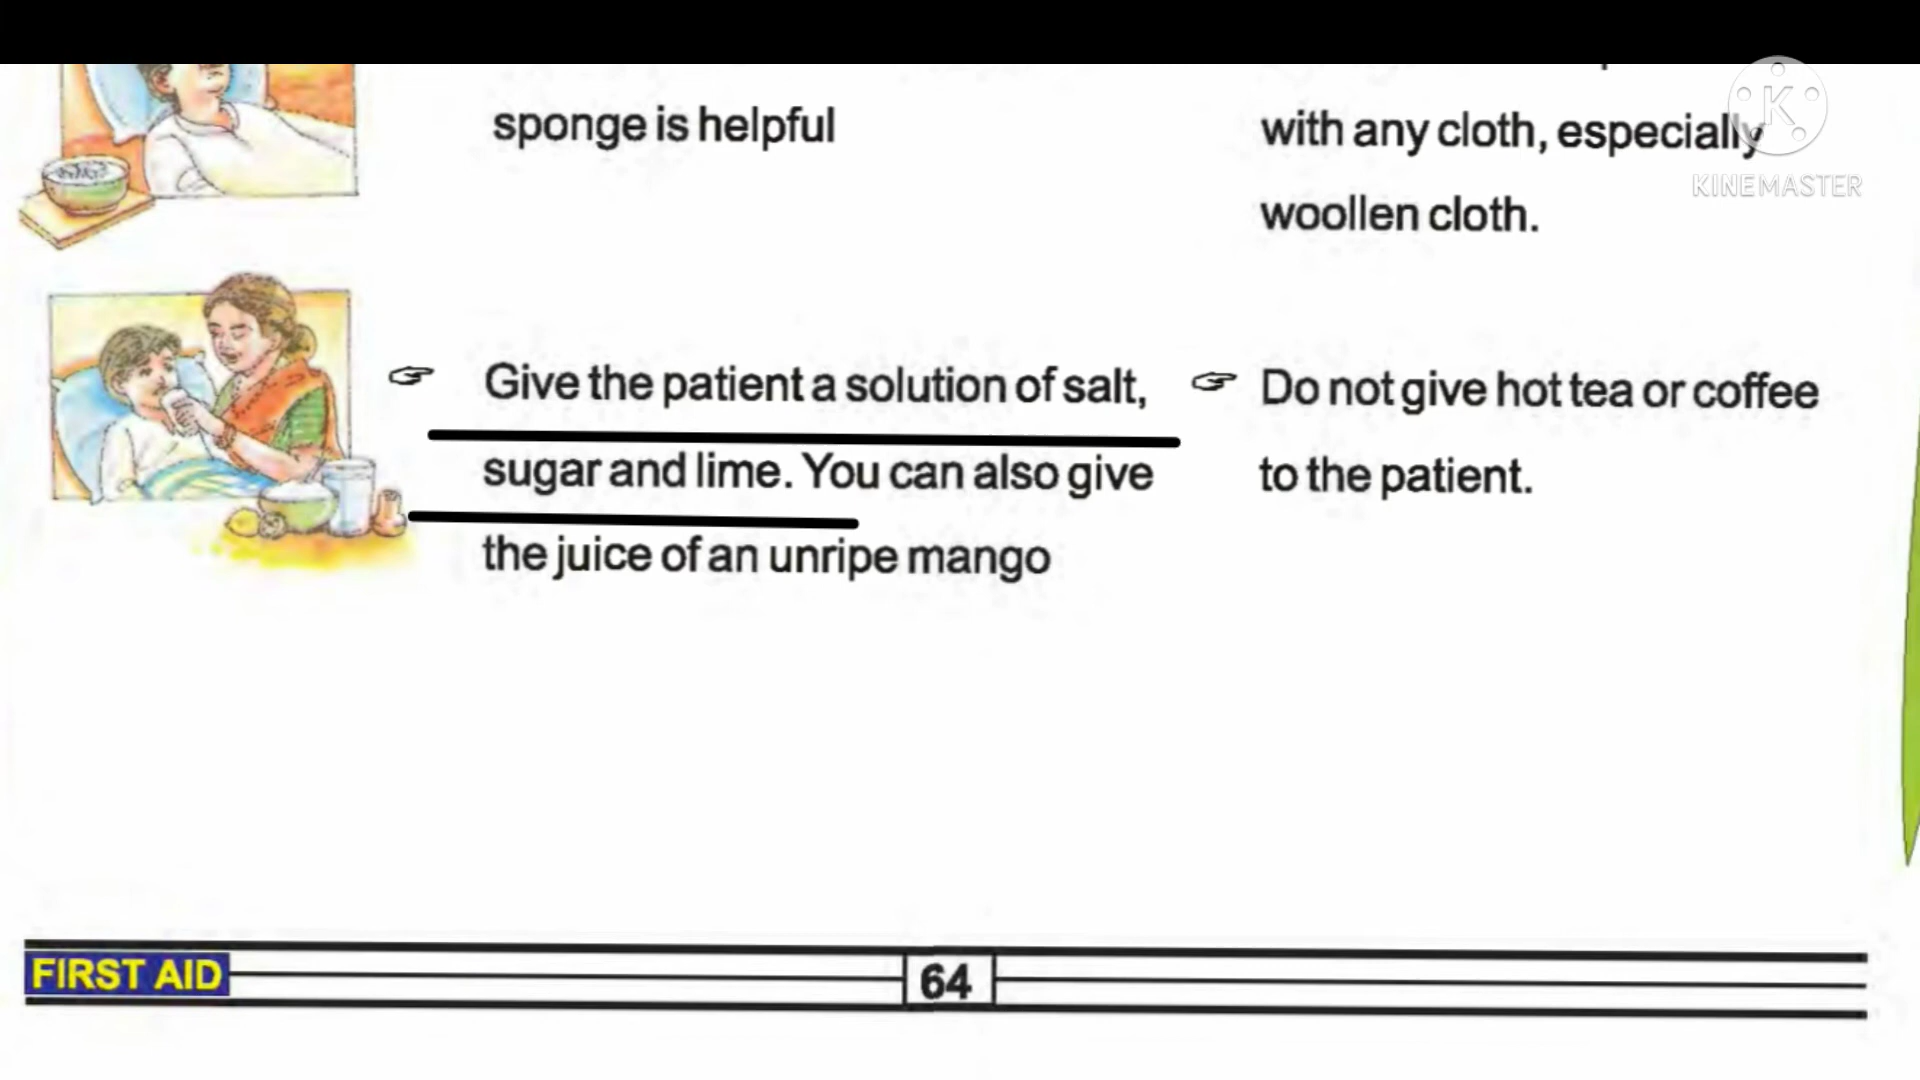 sponge is helpful
with any cloth, especially
woollen cloth.
KINEMASTER
Give the patient a solution of salt,
sugar and lime. You can also give
the juice of an unripe mango
Do not give hot tea or coffee
to the patient.
FIRST AID
64